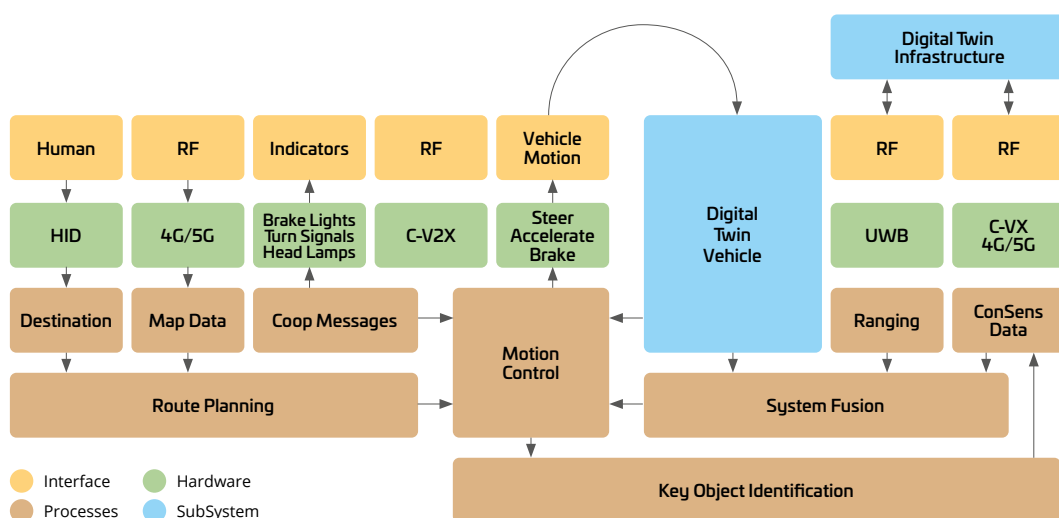 Digital Twin
Infrastructure
Human
RF
Indicators
RF
Vehicle
Motion
Digital
Twin
Vehicle
RF
RF
HID
4G/5G
Brake Lights
Turn Signals
Head Lamps
C-V2X
Steer
Accelerate
Brake
UWB
C-VX
4G/5G
Destination
Map Data
Coop Messages
Motion
Control
Ranging
ConSens
Data
Route Planning
System Fusion
Key Object Identification
Interface
Hardware
Processes
SubSystem